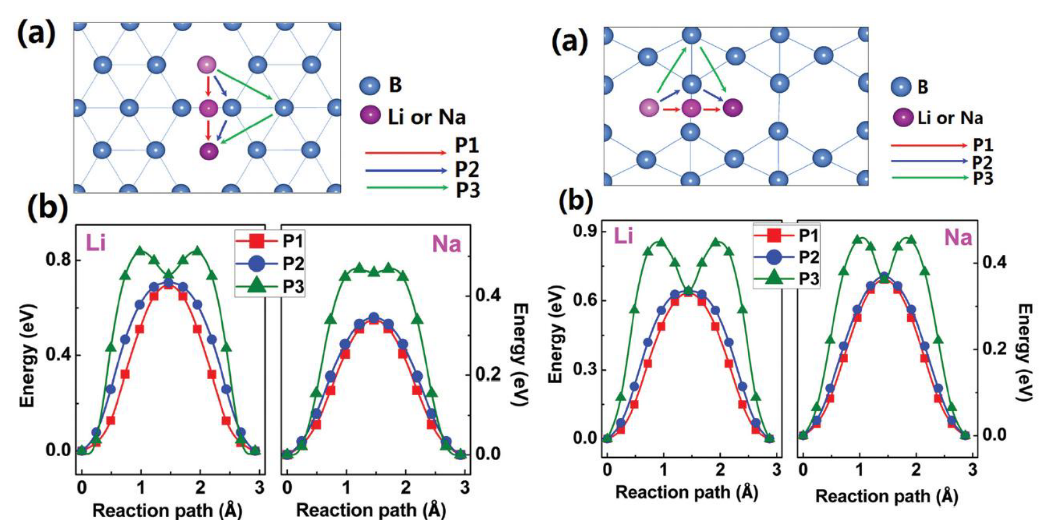 (a)
B
Li or Na
P1
P2
P3
(b)
Li
P1
P2
P3
Na
0.8
0.4
0.0
Energy (eV)
0.4
0.2
0.0
Energy (eV)
0 1 2 3
0 1 2 3
Reaction path (Å)
Reaction path (Å)
(a)
B
Li or Na
P1
P2
P3
(b)
Li
P1
P2
P3
Na
0.9
0.6
0.3
0.0
Energy (eV)
0.4
0.2
0.0
Energy (eV)
0 1 2 3
0 1 2 3
Reaction path (Å)
Reaction path (Å)